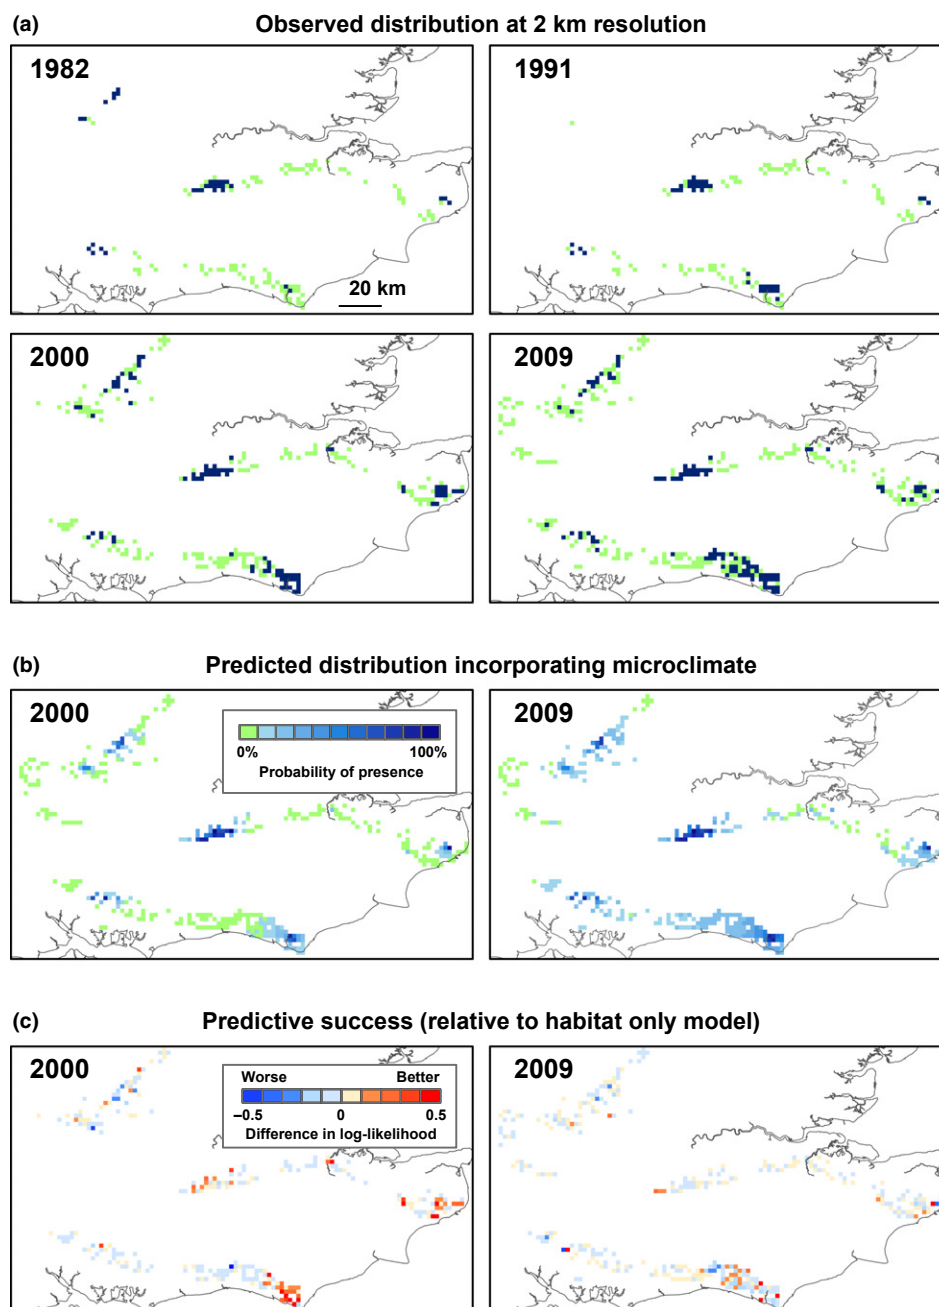 (a) Observed distribution at 2 km resolution
1982
1991
20 km
2000
2009
(b) Predicted distribution incorporating microclimate
2000
0% 100%
Probability of presence
2009
(c) Predictive success (relative to habitat only model)
2000
Worse Better
–0.5 0 0.5
Difference in log-likelihood
2009